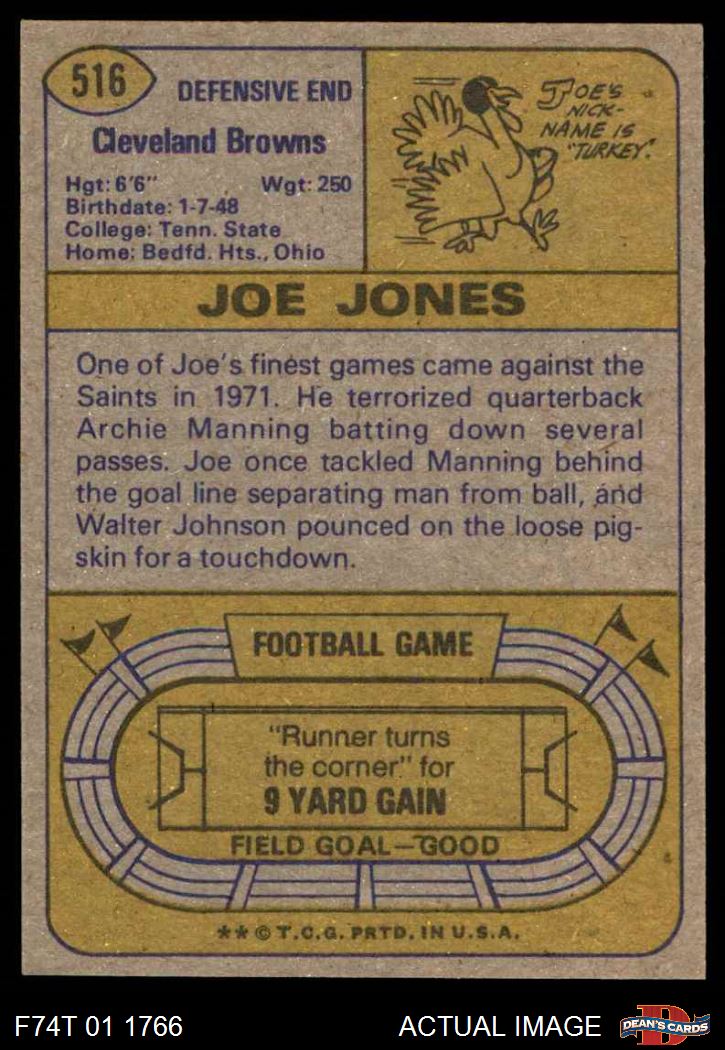 516
DEFENSIVE END
Cleveland Browns
Hgt: 6'6" Wgt: 250
Birthdate: 1-7-48
College: Tenn. State
Home: Bedfd. Hts., Ohio
JOE'S
NICK-
NAME IS
"TURKEY."
JOE JONES
One of Joe's finest games came against the
Saints in 1971. He terrorized quarterback
Archie Manning batting down several
passes. Joe once tackled Manning behind
the goal line separating man from ball, and
Walter Johnson pounced on the loose pig-
skin for a touchdown.
FOOTBALL GAME
"Runner turns
the corner" for
9 YARD GAIN
FIELD GOAL—GOOD
**© T.C.G. PRTD. IN U.S.A.
F74T 01 1766
ACTUAL IMAGE
D
DEAN'S CARDS